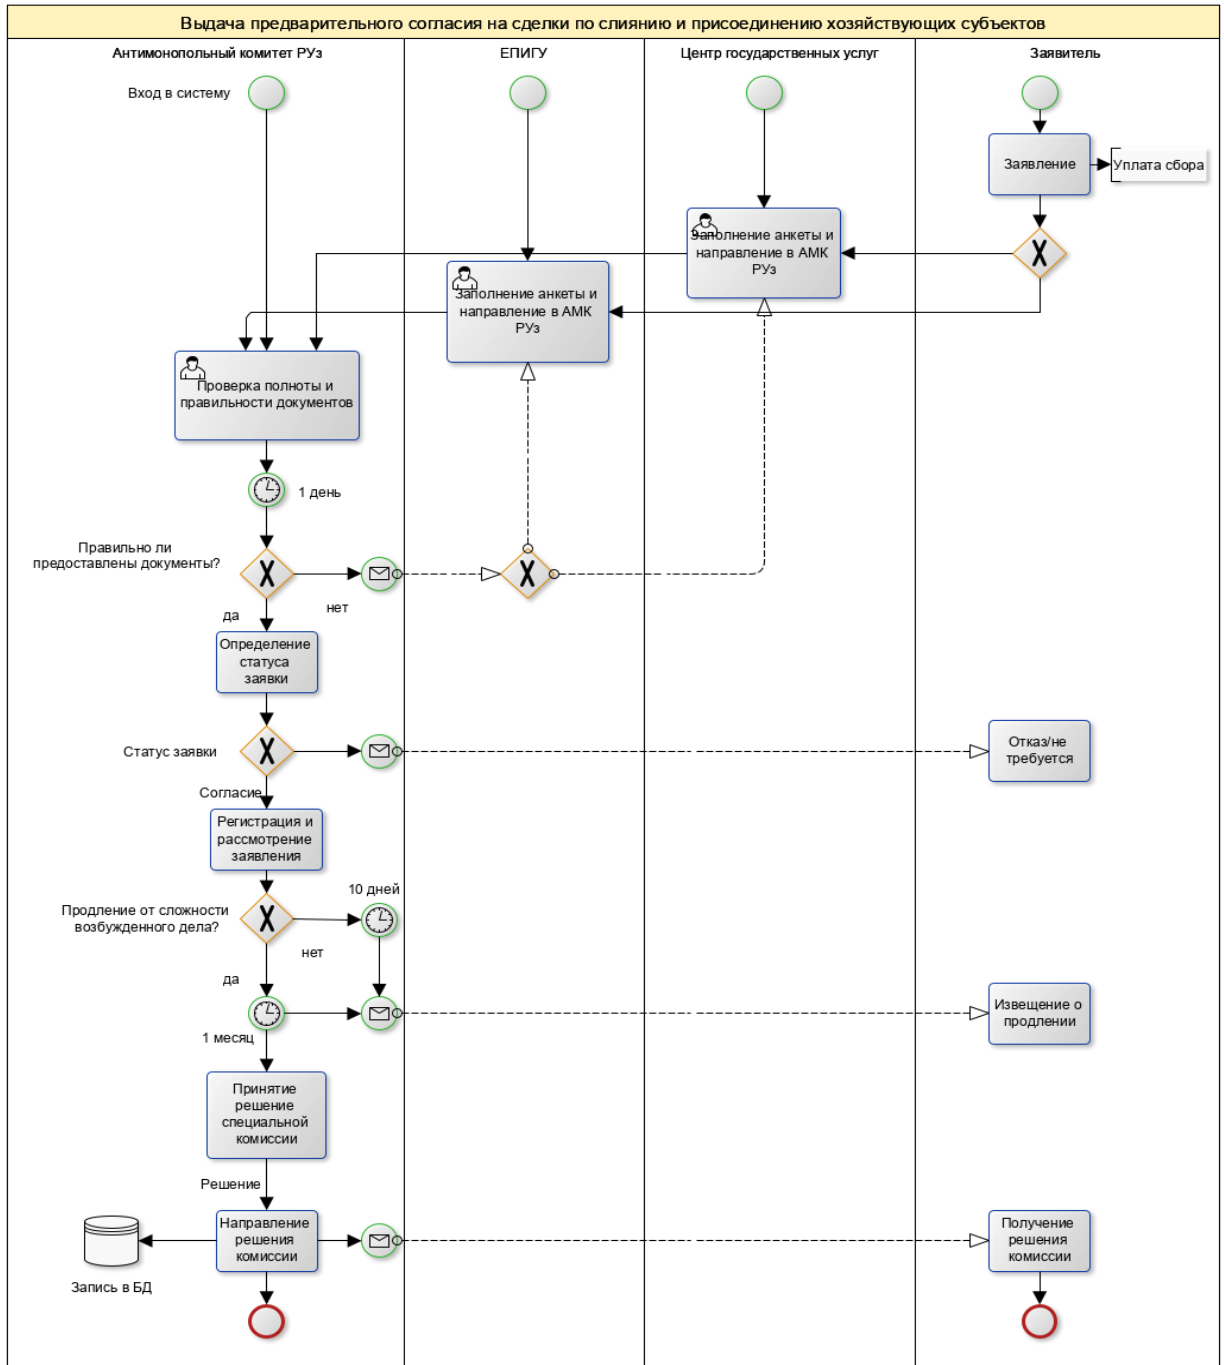 Выдача предварительного согласия на сделки по слиянию и присоединению хозяйствующих субъектов
Антимонопольный комитет РУз
ЕПИГУ
Центр государственных услуг
Заявитель
Вход в систему
Заявление
Уплата сбора
Заполнение анкеты и
направление в АМК
РУз
Заполнение анкеты и
направление в АМК
РУз
Проверка полноты и
правильности документов
1 день
Правильно ли
предоставлены документы?
нет
да
Определение
статуса
заявки
Статус заявки
Отказ/не
требуется
Согласие
Регистрация и
рассмотрение
заявления
10 дней
Продление от сложности
возбужденного дела?
нет
да
1 месяц
Извещение о
продлении
Принятие
решение
специальной
комиссии
Решение
Направление
решения
комиссии
Получение
решения
комиссии
Запись в БД